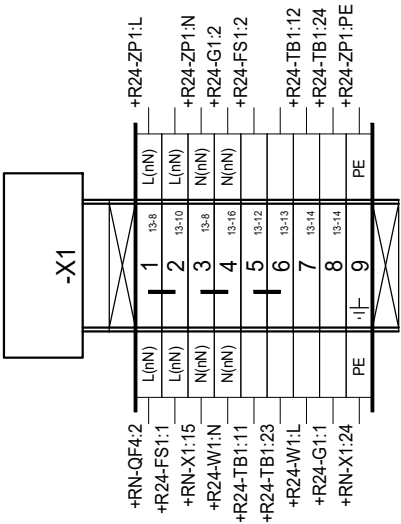 -X1
+R24-ZP1:L
+R24-ZP1:N
+R24-G1:2
+R24-FS1:2
+R24-TB1:12
+R24-TB1:24
+R24-ZP1:PE
L(nN)
L(nN)
N(nN)
N(nN)
PE
13-8
13-10
13-8
13-16
13-12
13-13
13-14
13-14
1
2
3
4
5
6
7
8
9
L(nN)
L(nN)
N(nN)
N(nN)
PE
+RN-QF4:2
+R24-FS1:1
+RN-X1:15
+R24-W1:N
+R24-TB1:11
+R24-TB1:23
+R24-W1:L
+R24-G1:1
+RN-X1:24